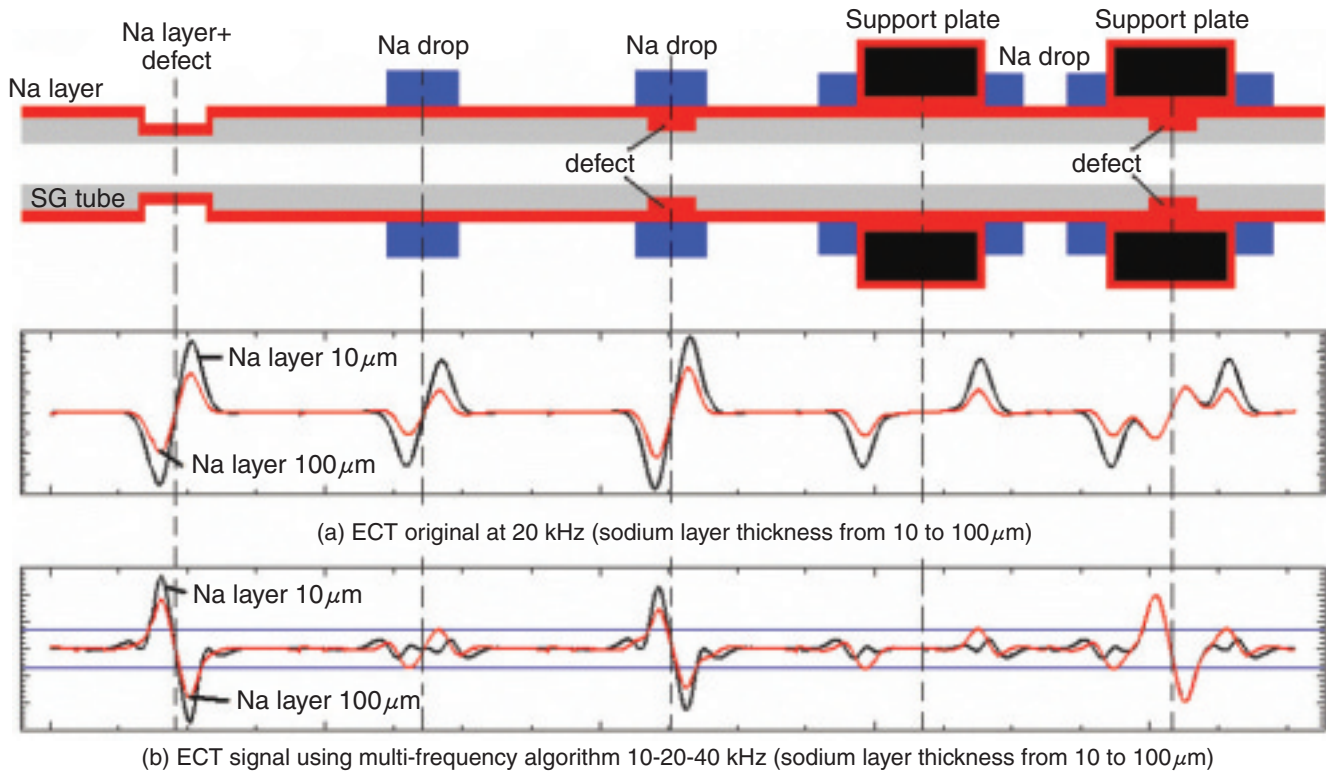 Support plate
Support plate
Na layer+
defect
Na drop
Na drop
Na drop
Na layer
defect
defect
SG tube
Na layer 10μm
Na layer 100μm
(a) ECT original at 20 kHz (sodium layer thickness from 10 to 100μm)
Na layer 10μm
Na layer 100μm
(b) ECT signal using multi-frequency algorithm 10-20-40 kHz (sodium layer thickness from 10 to 100μm)